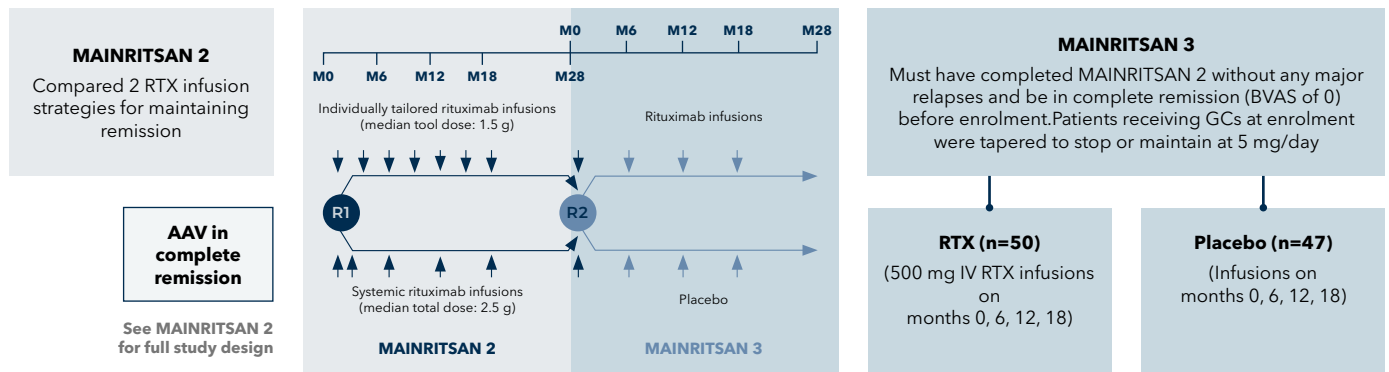 MAINRITSAN 2
Compared 2 RTX infusion
strategies for maintaining
remission
AAV in
complete
remission
See MAINRITSAN 2
for full study design
M0 M6 M12 M18 M28
M0 M6 M12 M18 M28
Individually tailored rituximab infusions
(median tool dose: 1.5 g)
Rituximab infusions
R1
R2
Systemic rituximab infusions
(median total dose: 2.5 g)
Placebo
MAINRITSAN 2
MAINRITSAN 3
MAINRITSAN 3
Must have completed MAINRITSAN 2 without any major
relapses and be in complete remission (BVAS of 0)
before enrolment.Patients receiving GCs at enrolment
were tapered to stop or maintain at 5 mg/day
RTX (n=50)
(500 mg IV RTX infusions
on
months 0, 6, 12, 18)
Placebo (n=47)
(Infusions on
months 0, 6, 12, 18)